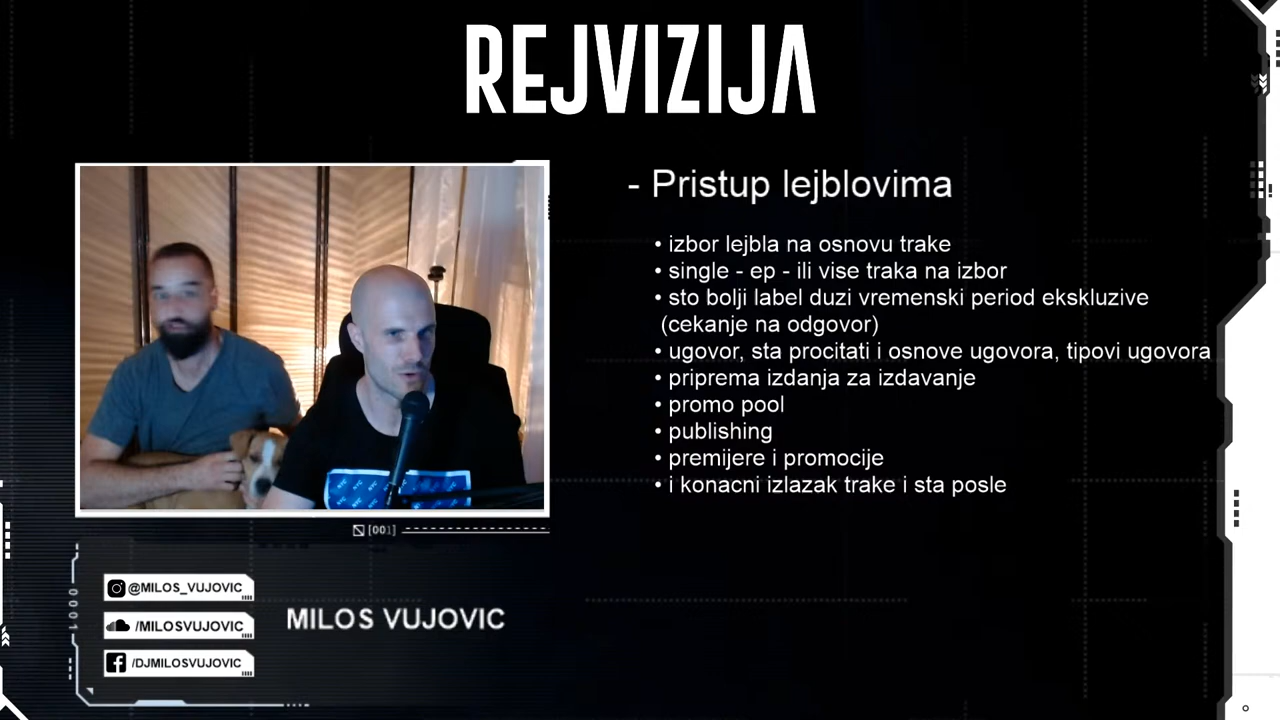 REJVIZIJA
- Pristup lejblovima
• izbor lejbla na osnovu trake
• single - ep - ili vise traka na izbor
• sto bolji label duzi vremenski period ekskluzive
(cekanje na odgovor)
• ugovor, sta procitati i osnove ugovora, tipovi ugovora
• priprema izdanja za izdavanje
• promo pool
• publishing
• premijere i promocije
• i konacni izlazak trake i sta posle
[001]
0001
@MILOS_VUJOVIC
/MILOSVUJOVIC
/DJMILOSVUJOVIC
MILOS VUJOVIC